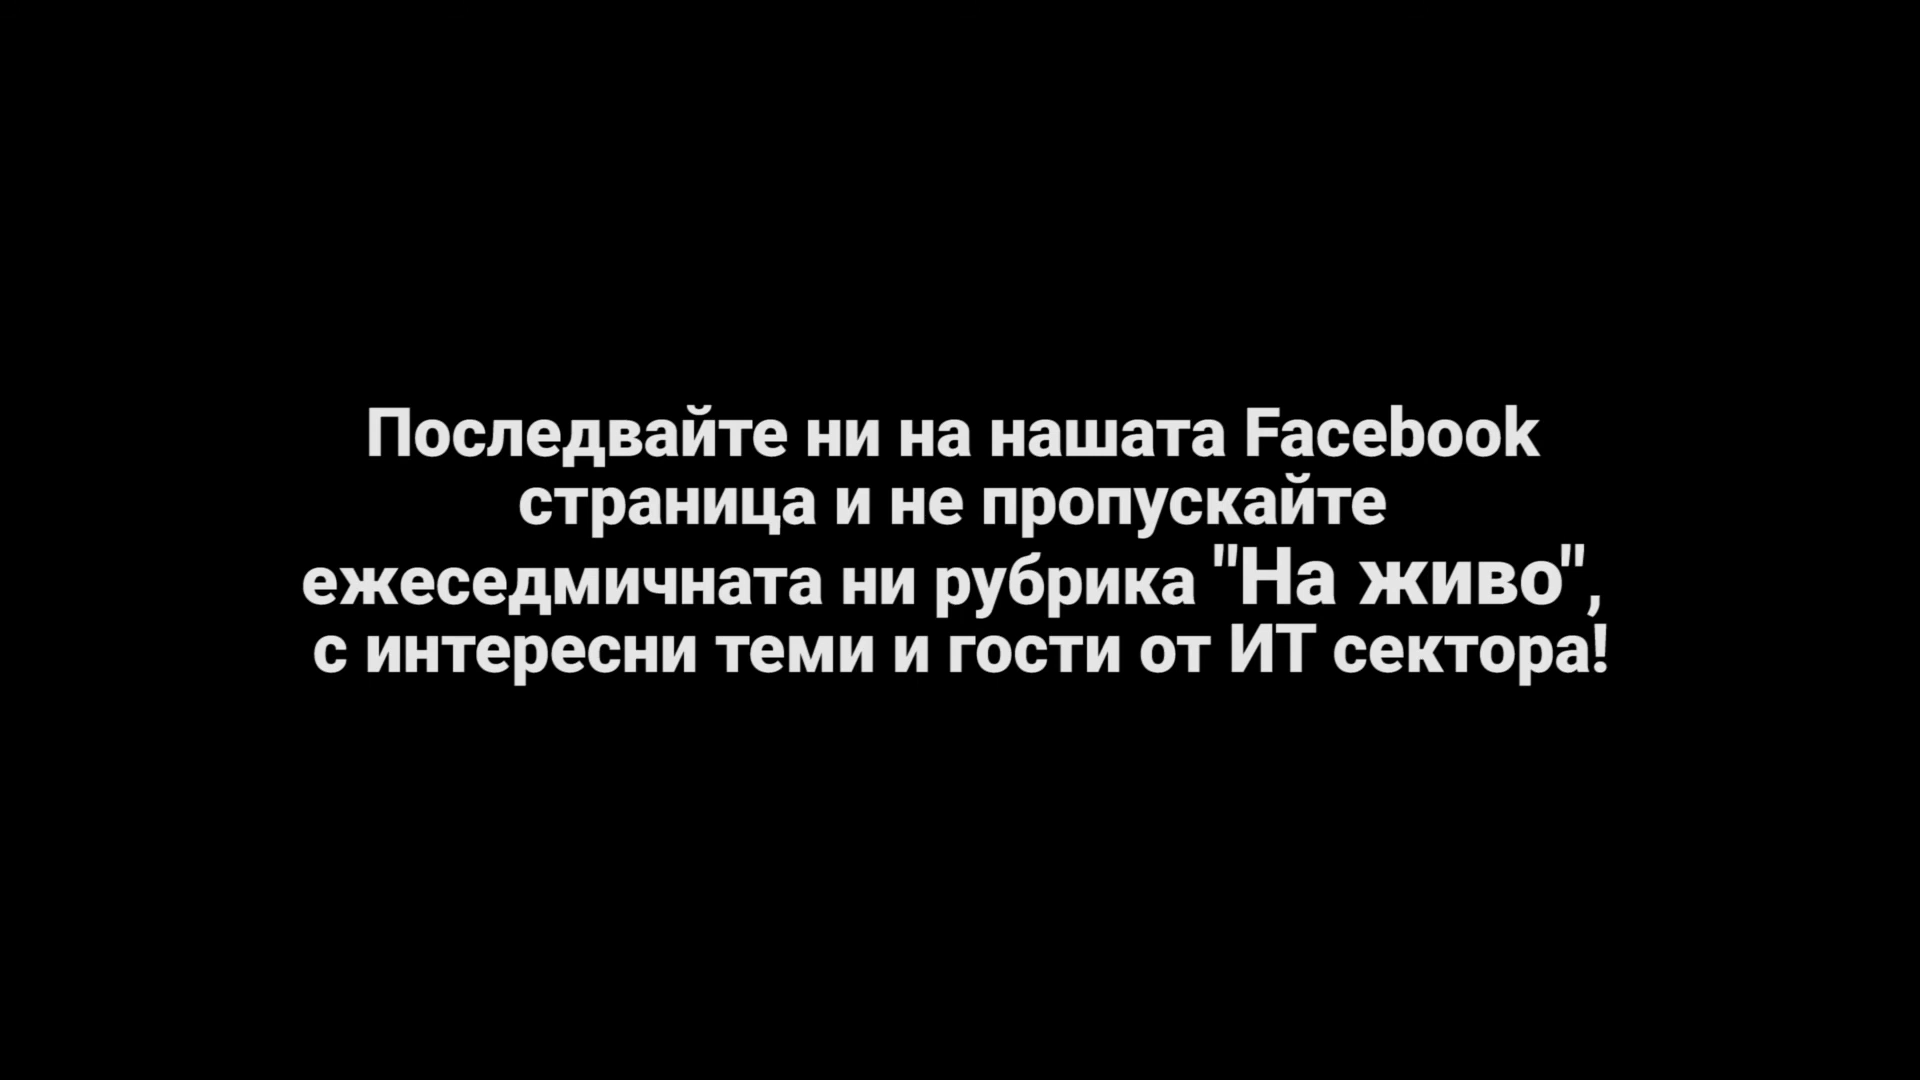 Последвайте ни на нашата Facebook
страница и не пропускайте
ежеседмичната ни рубрика "На живо",
с интересни теми и гости от ИТ сектора!